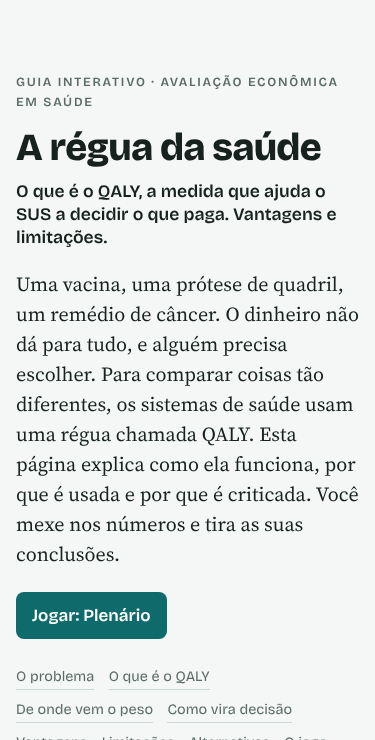 GUIA INTERATIVO · AVALIAÇÃO ECONÔMICA
EM SAÚDE
A régua da saúde
O que é o QALY, a medida que ajuda o
SUS a decidir o que paga. Vantagens e
limitações.
Uma vacina, uma prótese de quadril,
um remédio de câncer. O dinheiro não
dá para tudo, e alguém precisa
escolher. Para comparar coisas tão
diferentes, os sistemas de saúde usam
uma régua chamada QALY. Esta
página explica como ela funciona, por
que é usada e por que é criticada. Você
mexe nos números e tira as suas
conclusões.
Jogar: Plenário
O problema O que é o QALY
De onde vem o peso Como vira decisão
Vantagens Limitações Alternativas O jogo